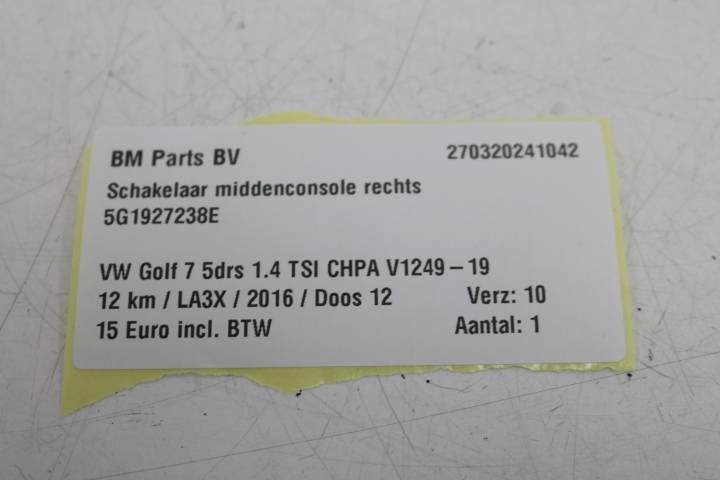 BM Parts BV 270320241042
Schakelaar middenconsole rechts
5G1927238E
VW Golf 7 5drs 1.4 TSI CHPA V1249-19
12 km / LA3X / 2016 / Doos 12 Verz: 10
15 Euro incl. BTW Aantal: 1